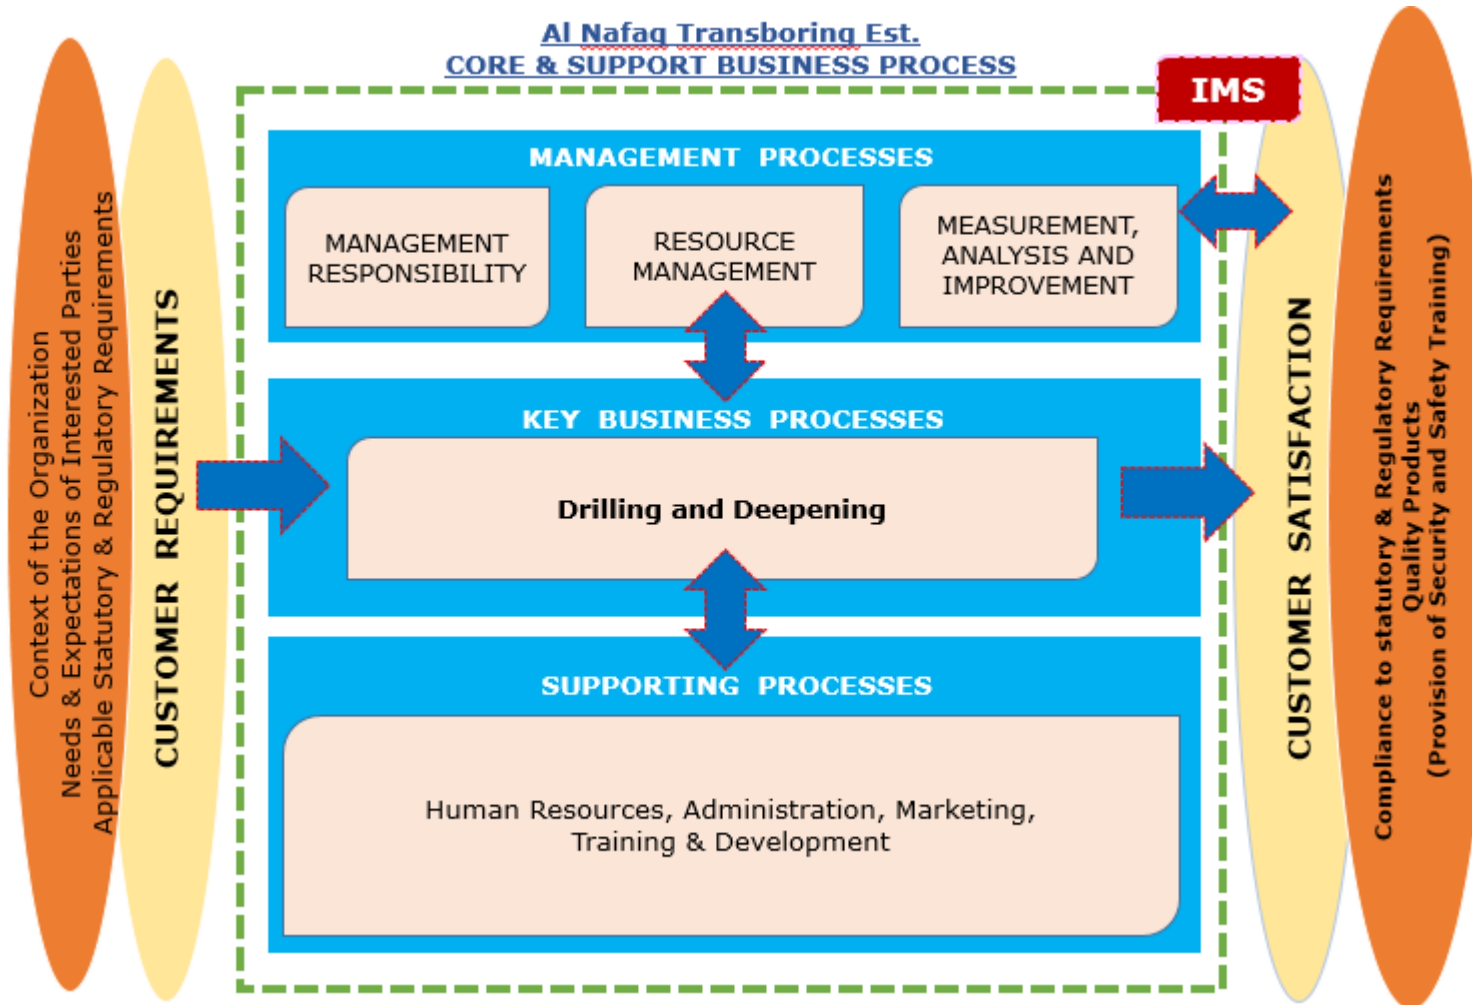 Al Nafaq Transboring Est.
CORE & SUPPORT BUSINESS PROCESS
IMS
Context of the Organization
Needs & Expectations of Interested Parties
Applicable Statutory & Regulatory Requirements
CUSTOMER REQUIREMENTS
MANAGEMENT PROCESSES
MANAGEMENT
RESPONSIBILITY
RESOURCE
MANAGEMENT
MEASUREMENT,
ANALYSIS AND
IMPROVEMENT
KEY BUSINESS PROCESSES
Drilling and Deepening
SUPPORTING PROCESSES
Human Resources, Administration, Marketing,
Training & Development
CUSTOMER SATISFACTION
Compliance to statutory & Regulatory Requirements
Quality Products
(Provision of Security and Safety Training)